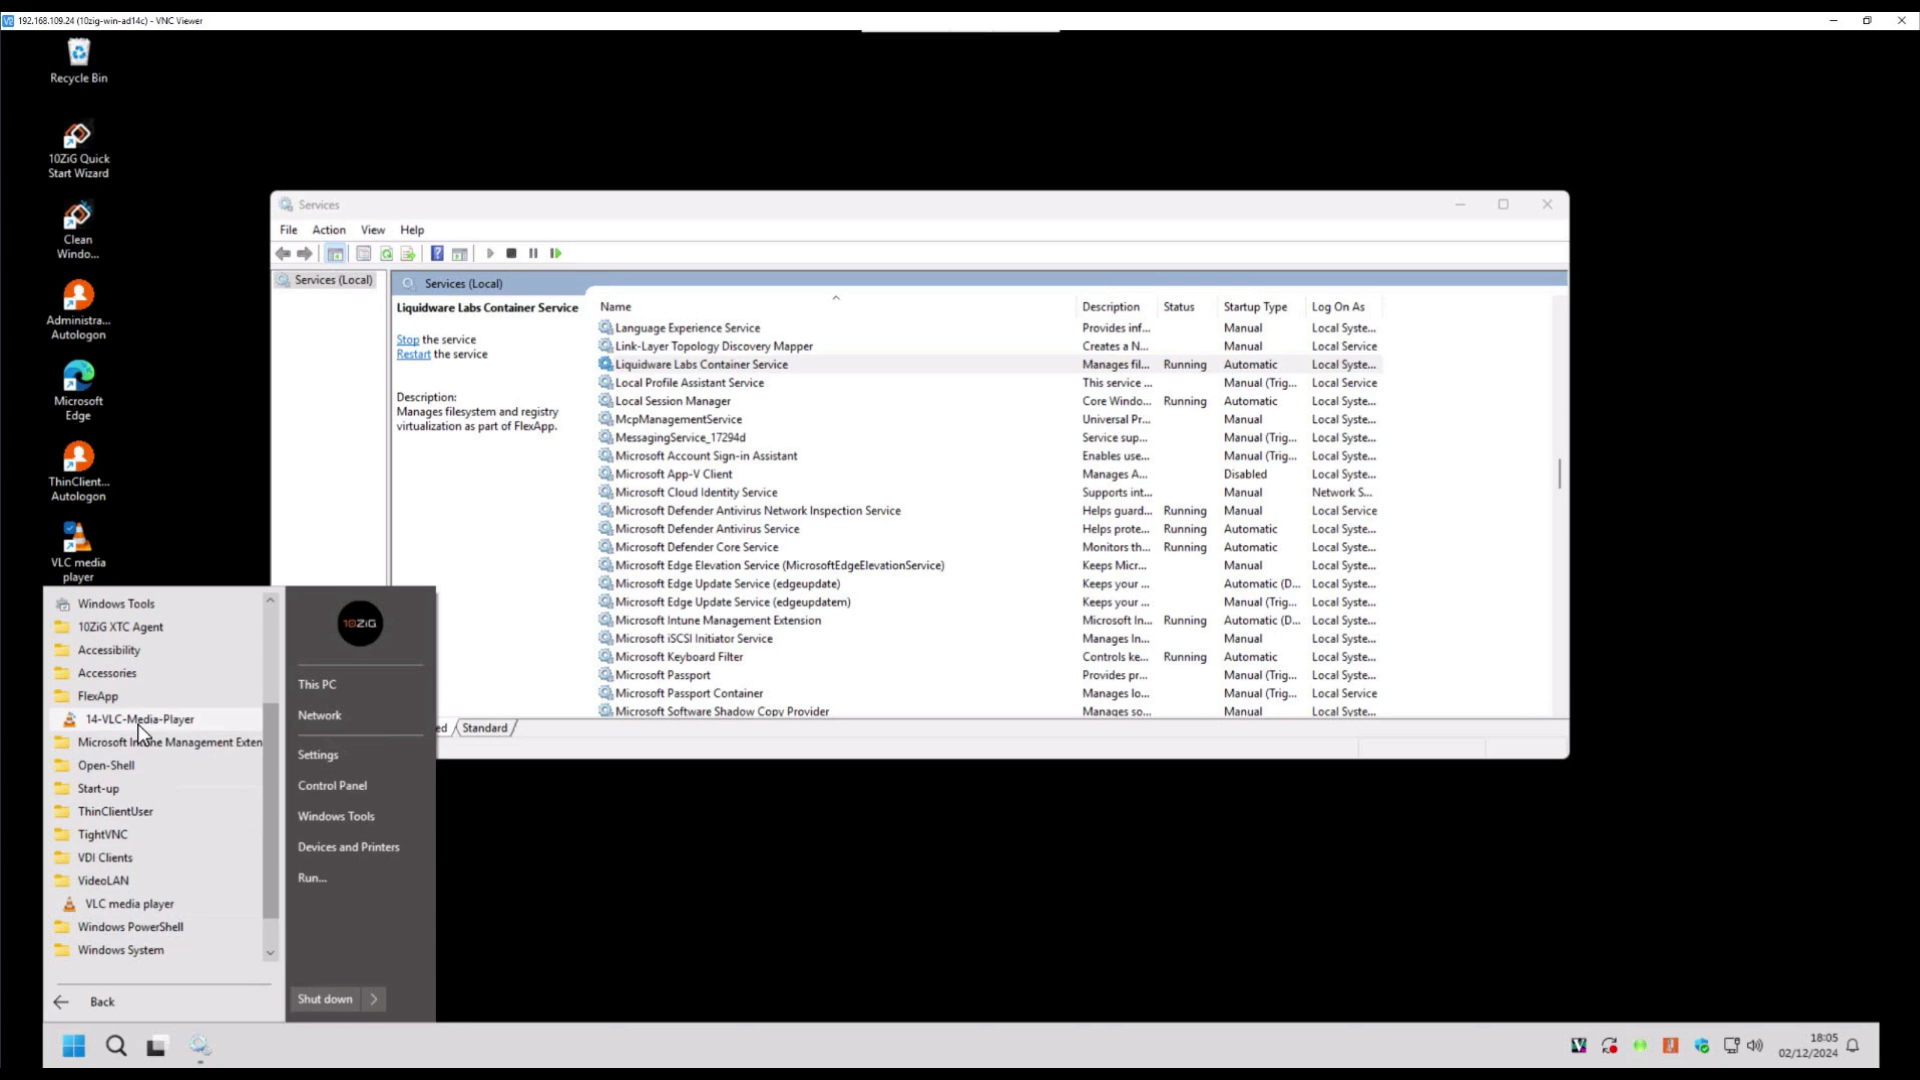 192.168.109.24 (10zig-win-ad14c) - VNC Viewer
Recycle Bin
10ZiG Quick
Start Wizard
Clean
Windo...
Administra...
Autologon
Microsoft
Edge
ThinClient...
Autologon
VLC media
player
Services
File Action View Help
Services (Local)
Services (Local)
Liquidware Labs Container Service
Stop the service
Restart the service
Description:
Manages filesystem and registry
virtualization as part of FlexApp.
Name Description Status Startup Type Log On As
Language Experience Service Provides inf... Manual Local Syste...
Link-Layer Topology Discovery Mapper Creates a N... Manual Local Service
Liquidware Labs Container Service Manages fil... Running Automatic Local Syste...
Local Profile Assistant Service This service ... Manual (Trig... Local Service
Local Session Manager Core Windo... Running Automatic Local Syste...
McpManagementService Universal Pr... Manual Local Syste...
MessagingService_17294d Service sup... Manual (Trig... Local Syste...
Microsoft Account Sign-in Assistant Enables use... Manual (Trig... Local Syste...
Microsoft App-V Client Manages A... Disabled Local Syste...
Microsoft Cloud Identity Service Supports int... Manual Network S...
Microsoft Defender Antivirus Network Inspection Service Helps guard... Running Manual Local Service
Microsoft Defender Antivirus Service Helps prote... Running Automatic Local Syste...
Microsoft Defender Core Service Monitors th... Running Automatic Local Syste...
Microsoft Edge Elevation Service (MicrosoftEdgeElevationService) Keeps Micr... Manual Local Syste...
Microsoft Edge Update Service (edgeupdate) Keeps your ... Automatic (D... Local Syste...
Microsoft Edge Update Service (edgeupdatem) Keeps your ... Manual (Trig... Local Syste...
Microsoft Intune Management Extension Microsoft In... Running Automatic (D... Local Syste...
Microsoft iSCSI Initiator Service Manages In... Manual Local Syste...
Microsoft Keyboard Filter Controls ke... Running Automatic Local Syste...
Microsoft Passport Provides pr... Manual (Trig... Local Syste...
Microsoft Passport Container Manages lo... Manual (Trig... Local Service
Microsoft Software Shadow Copy Provider Manages so... Manual Local Syste...
ed Standard
Windows Tools
10ZiG XTC Agent
Accessibility
Accessories
FlexApp
14-VLC-Media-Player
Microsoft Intune Management Exten
Open-Shell
Start-up
ThinClientUser
TightVNC
VDI Clients
VideoLAN
VLC media player
Windows PowerShell
Windows System
Back
10ZiG
This PC
Network
Settings
Control Panel
Windows Tools
Devices and Printers
Run...
Shut down
18:05
02/12/2024